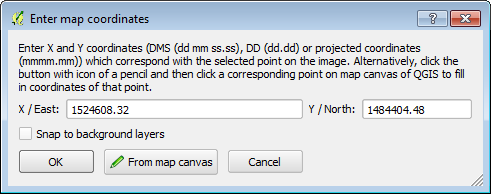 Enter map coordinates
Enter X and Y coordinates (DMS (dd mm ss.ss), DD (dd.dd) or projected coordinates
(mmmm.mm)) which correspond with the selected point on the image. Alternatively, click the
button with icon of a pencil and then click a corresponding point on map canvas of QGIS to fill
in coordinates of that point.
X / East: 1524608.32 Y / North: 1484404.48
Snap to background layers
OK From map canvas Cancel